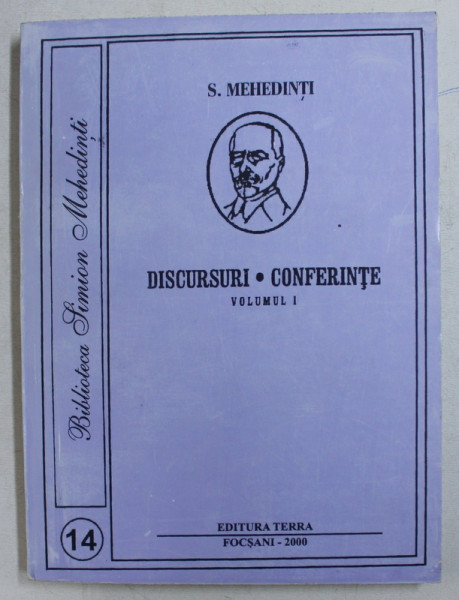 S. MEHEDINȚI
DISCURSURI • CONFERINȚE
VOLUMUL I
Biblioteca Simion Mehedinți
14
EDITURA TERRA
FOCȘANI - 2000